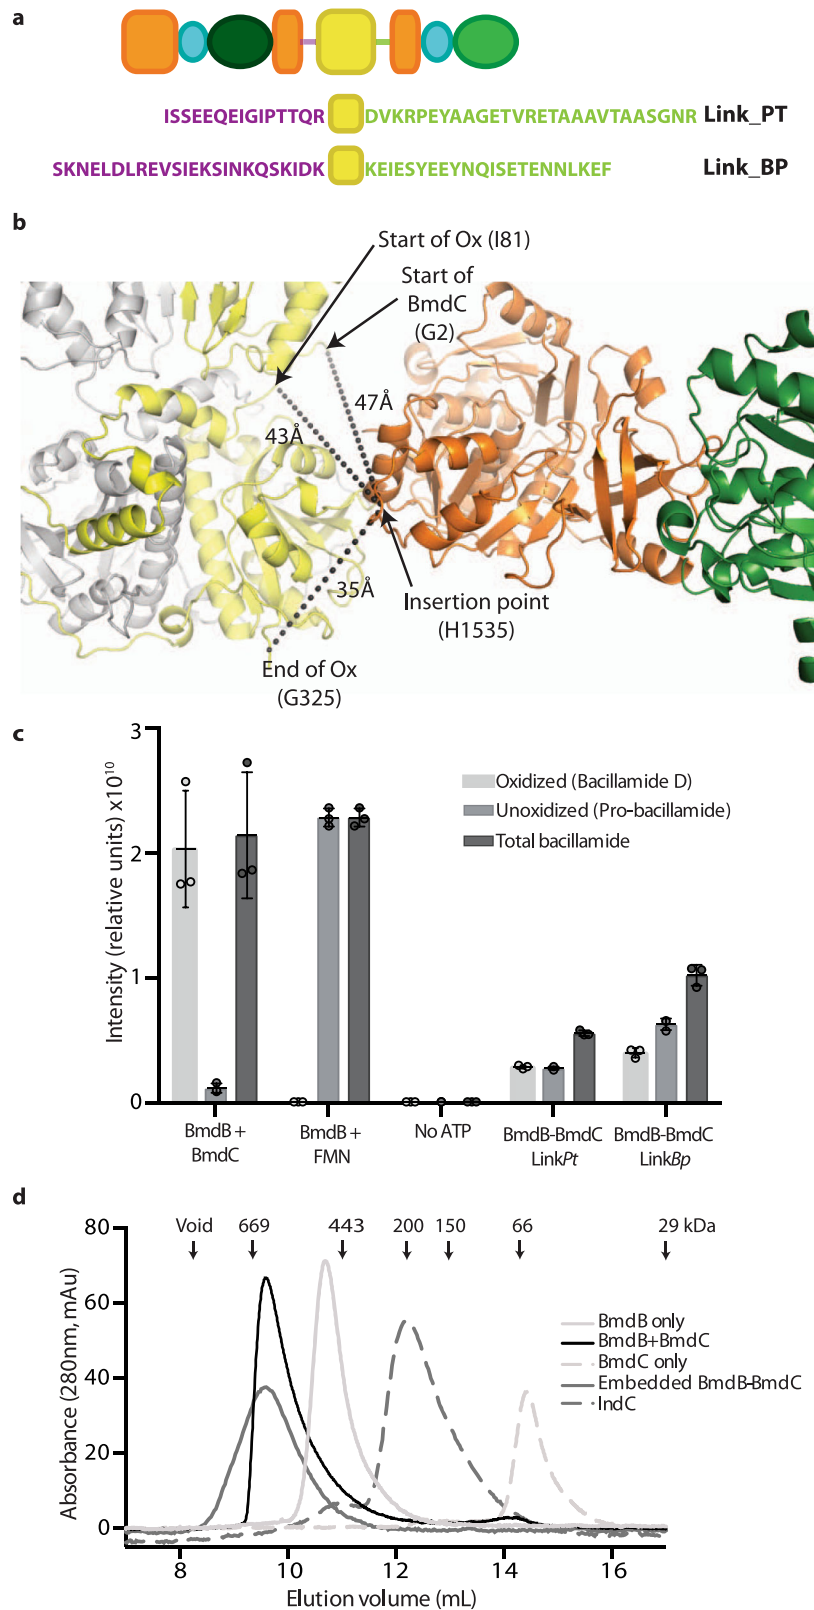 a
ISSEEQEIGIPTTQR DVKRPEYAAGETVRETAAAVTAASGNR Link_PT
SKNELDLREVSIEKSINKQSKIDK KEIESYEEYNQISETENNLKEF Link_BP
b
Start of Ox (I81)
Start of
BmdC
(G2)
47Å
43Å
35Å
Insertion point
(H1535)
End of Ox
(G325)
c
Intensity (relative units) x10¹⁰
3
2
1
0
Oxidized (Bacillamide D)
Unoxidized (Pro-bacillamide)
Total bacillamide
BmdB +
BmdC
BmdB +
FMN
No ATP
BmdB-BmdC
LinkPt
BmdB-BmdC
LinkBp
d
Void 669 443 200 150 66 29 kDa
Absorbance (280nm, mAu)
80
60
40
20
0
BmdB only
BmdB+BmdC
BmdC only
Embedded BmdB-BmdC
IndC
8 10 12 14 16
Elution volume (mL)